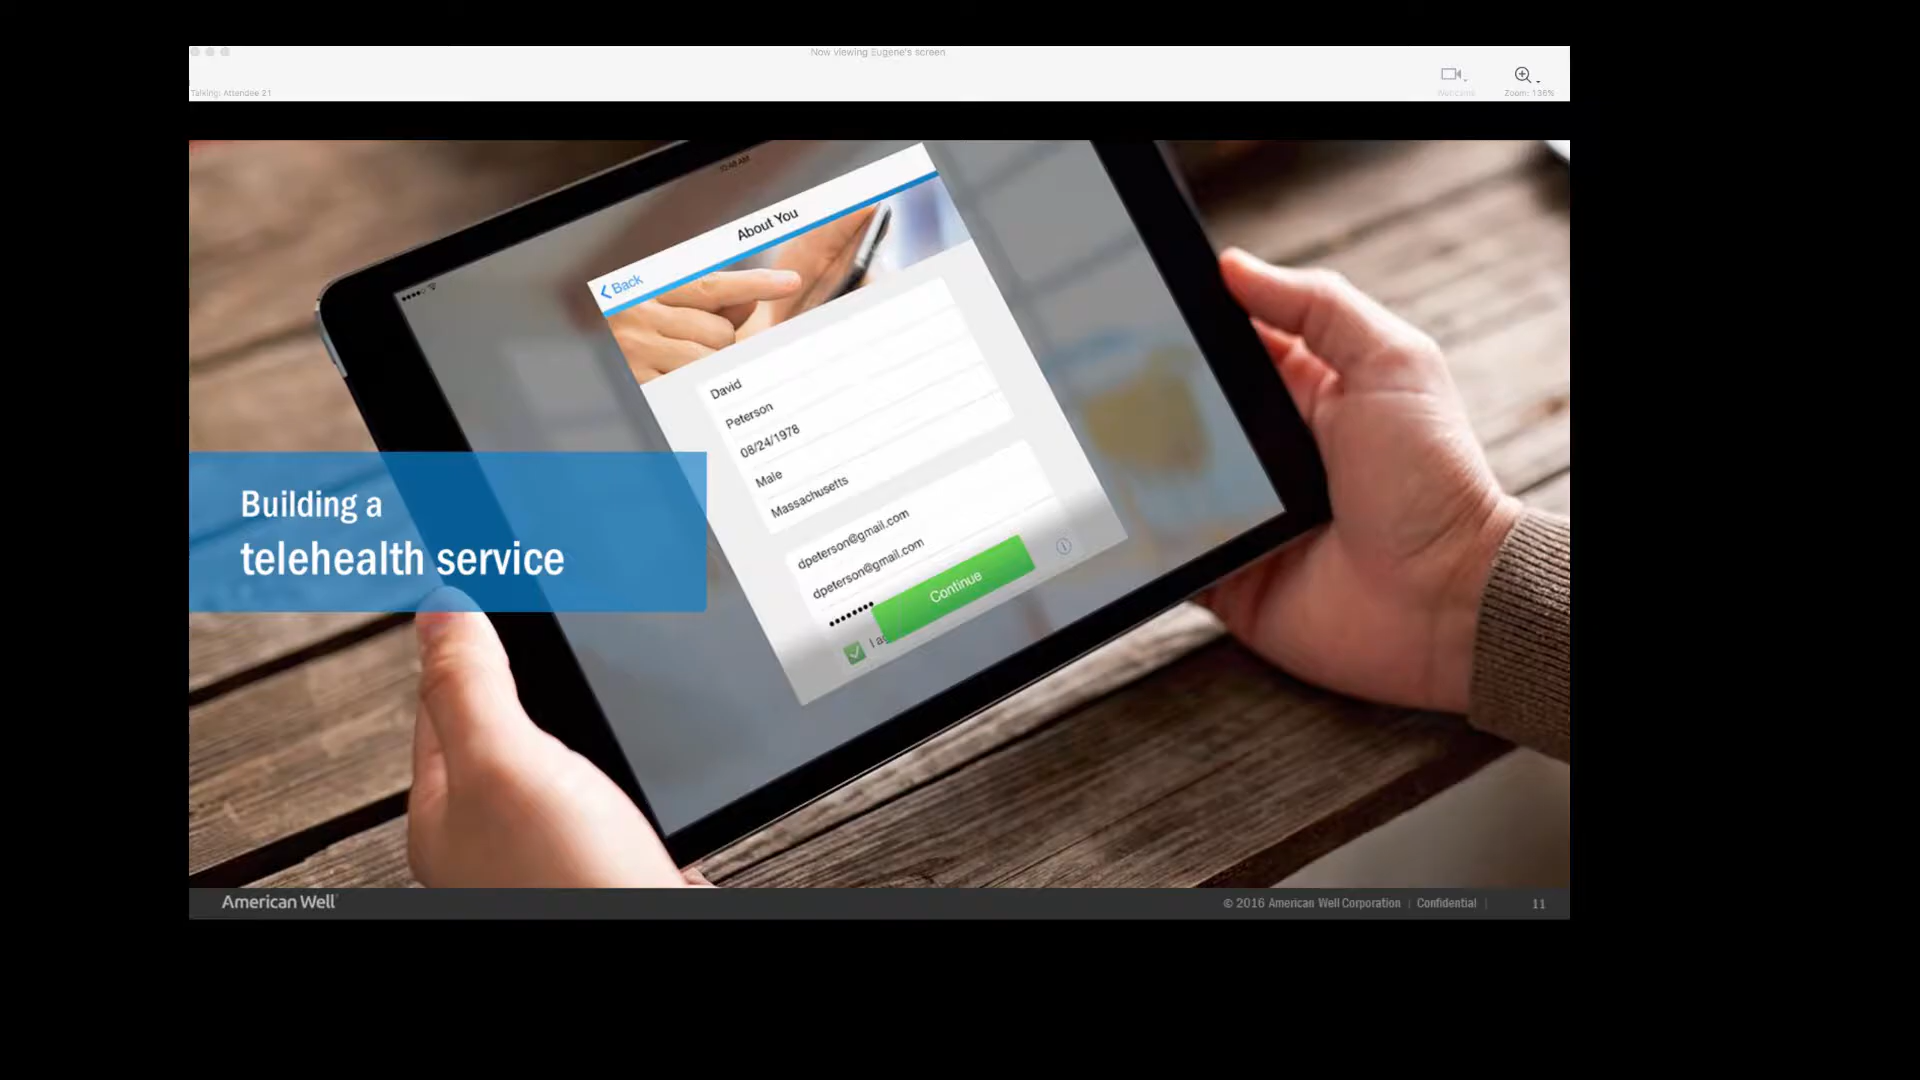 Now viewing Eugene's screen
Talking: Attendee 21
Webcams
Zoom: 136%
About You
Back
David
Peterson
08/24/1978
Male
Massachusetts
dpeterson@gmail.com
dpeterson@gmail.com
Continue
Building a
telehealth service
American Well
© 2016 American Well Corporation | Confidential |
11